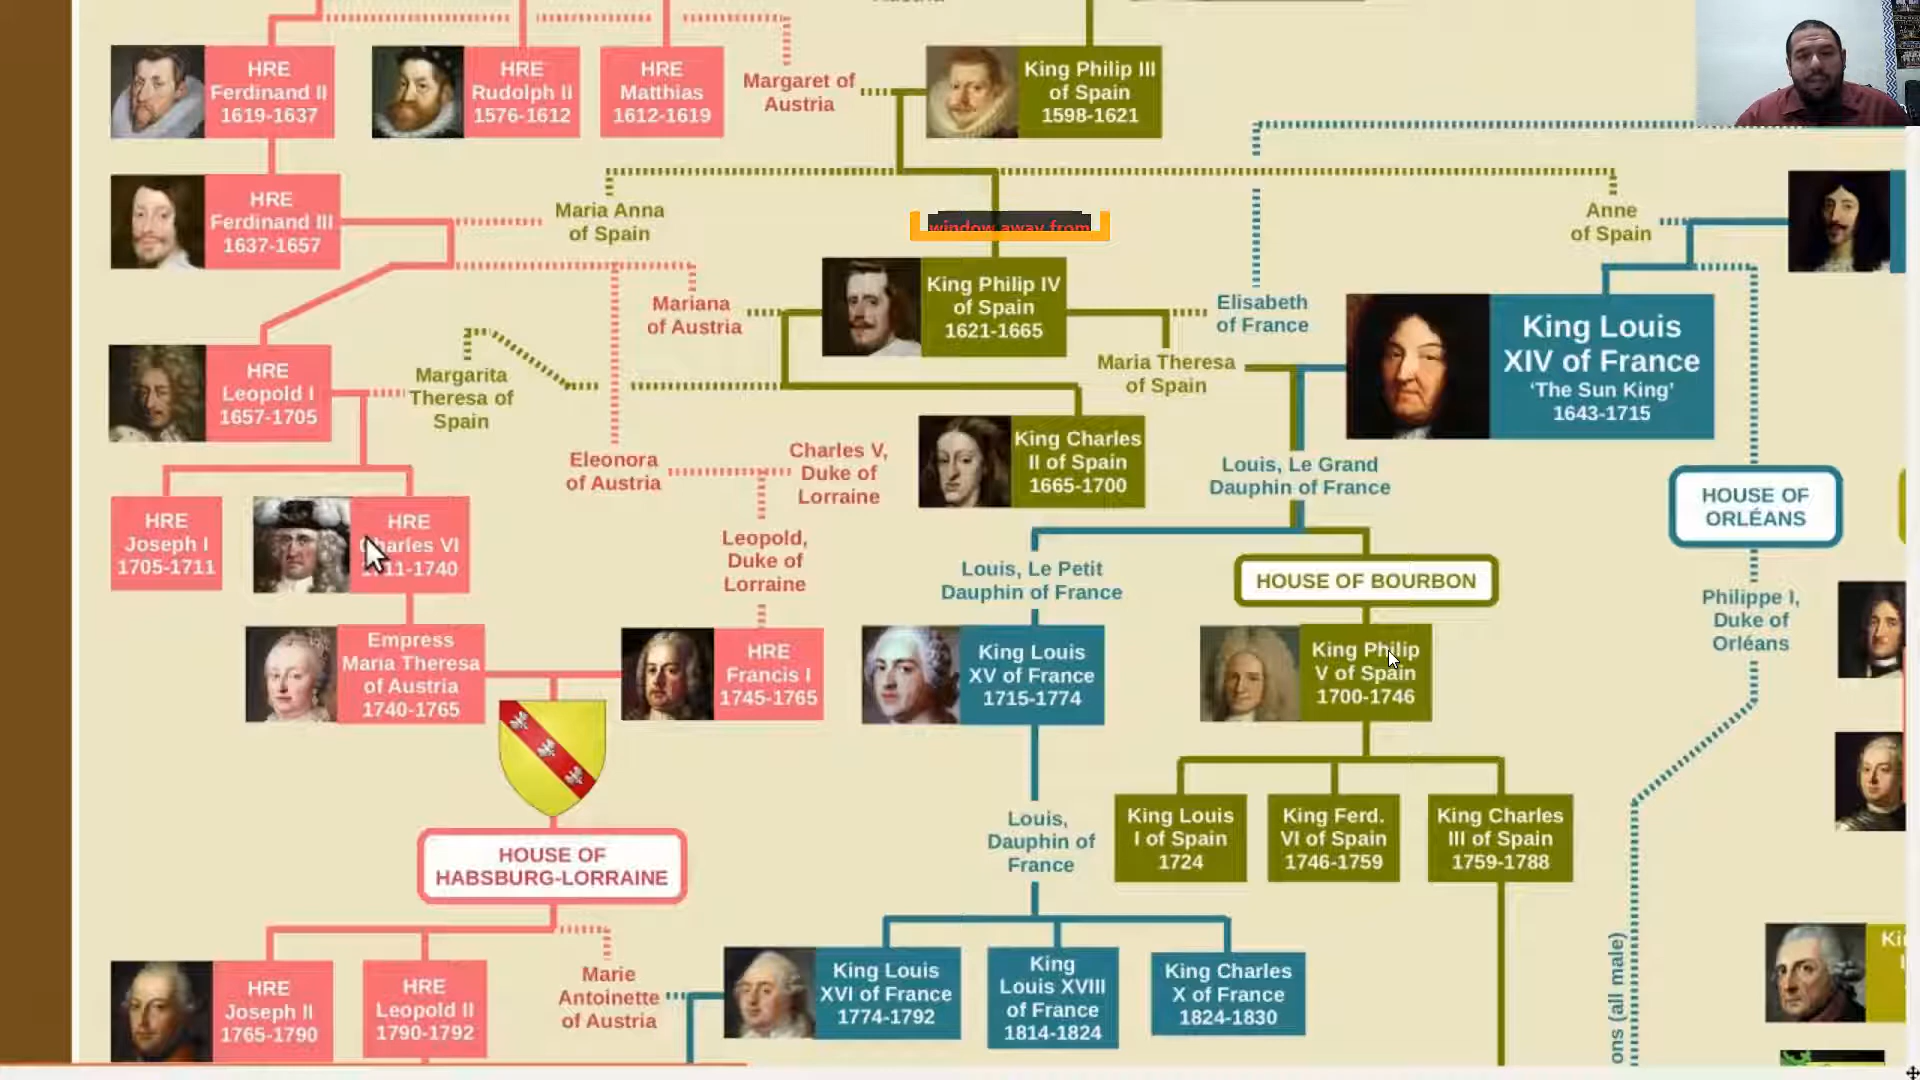 HRE
Ferdinand II
1619-1637
HRE
Rudolph II
1576-1612
HRE
Matthias
1612-1619
Margaret of
Austria
King Philip III
of Spain
1598-1621
HRE
Ferdinand III
1637-1657
Maria Anna
of Spain
window away from
Anne
of Spain
Mariana
of Austria
King Philip IV
of Spain
1621-1665
Elisabeth
of France
King Louis
XIV of France
‘The Sun King’
1643-1715
HRE
Leopold I
1657-1705
Margarita
Theresa of
Spain
Maria Theresa
of Spain
Eleonora
of Austria
Charles V,
Duke of
Lorraine
King Charles
II of Spain
1665-1700
Louis, Le Grand
Dauphin of France
HOUSE OF
ORLÉANS
HRE
Joseph I
1705-1711
HRE
Charles VI
1711-1740
Leopold,
Duke of
Lorraine
Louis, Le Petit
Dauphin of France
HOUSE OF BOURBON
Philippe I,
Duke of
Orléans
Empress
Maria Theresa
of Austria
1740-1765
HRE
Francis I
1745-1765
King Louis
XV of France
1715-1774
King Philip
V of Spain
1700-1746
HOUSE OF
HABSBURG-LORRAINE
Louis,
Dauphin of
France
King Louis
I of Spain
1724
King Ferd.
VI of Spain
1746-1759
King Charles
III of Spain
1759-1788
HRE
Joseph II
1765-1790
HRE
Leopold II
1790-1792
Marie
Antoinette
of Austria
King Louis
XVI of France
1774-1792
King
Louis XVIII
of France
1814-1824
King Charles
X of France
1824-1830
(all male)